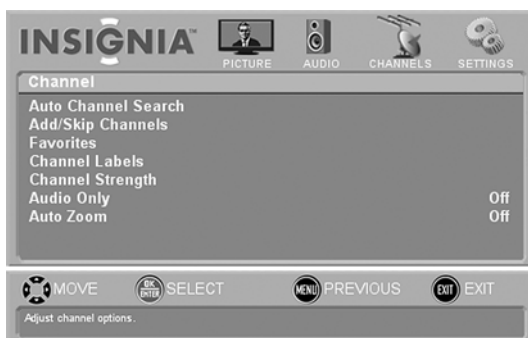 INSIGNIA™
PICTURE AUDIO CHANNELS SETTINGS
Channel
Auto Channel Search
Add/Skip Channels
Favorites
Channel Labels
Channel Strength
Audio Only Off
Auto Zoom Off
MOVE OK ENTER SELECT MENU PREVIOUS EXIT EXIT
Adjust channel options.